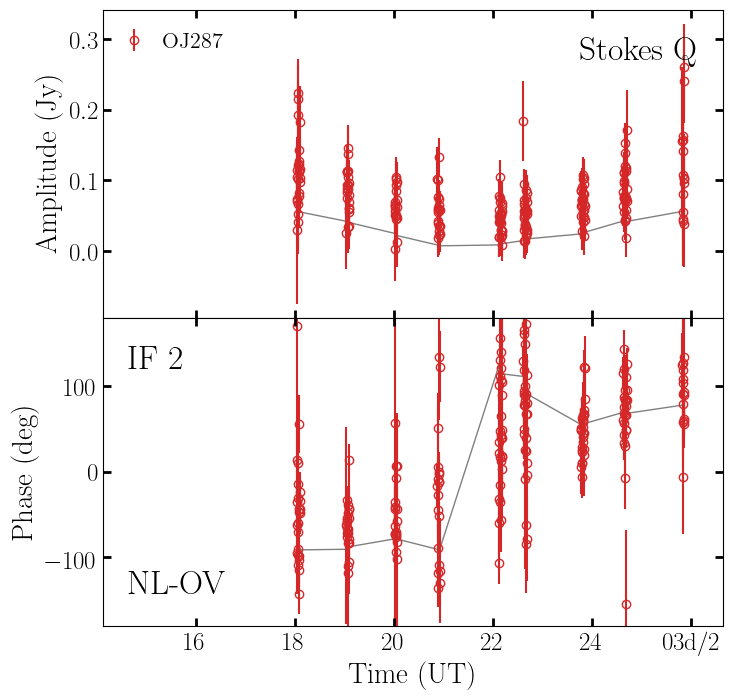 OJ287
Stokes Q
0.3
0.2
0.1
0.0
Amplitude (Jy)
IF 2
100
0
−100
Phase (deg)
NL-OV
16 18 20 22 24 03d/2
Time (UT)